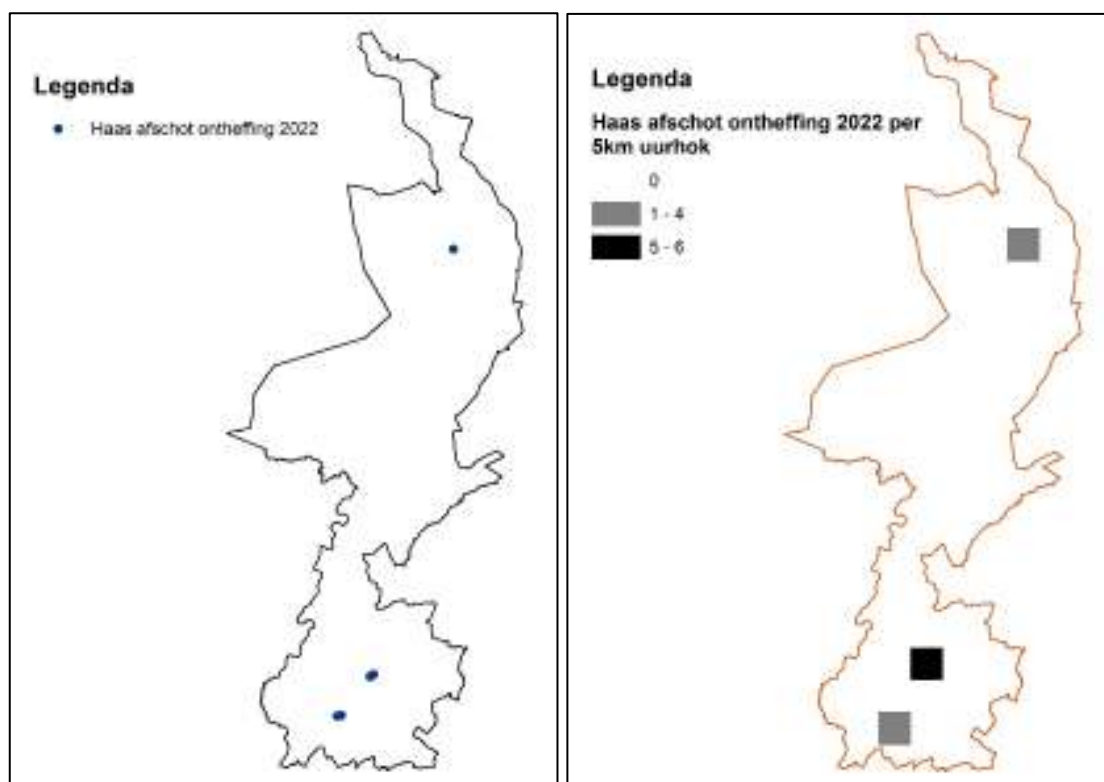 Legenda
Haas afschot ontheffing 2022
Legenda
Haas afschot ontheffing 2022 per
5km uurhok
0
1 - 4
5 - 6